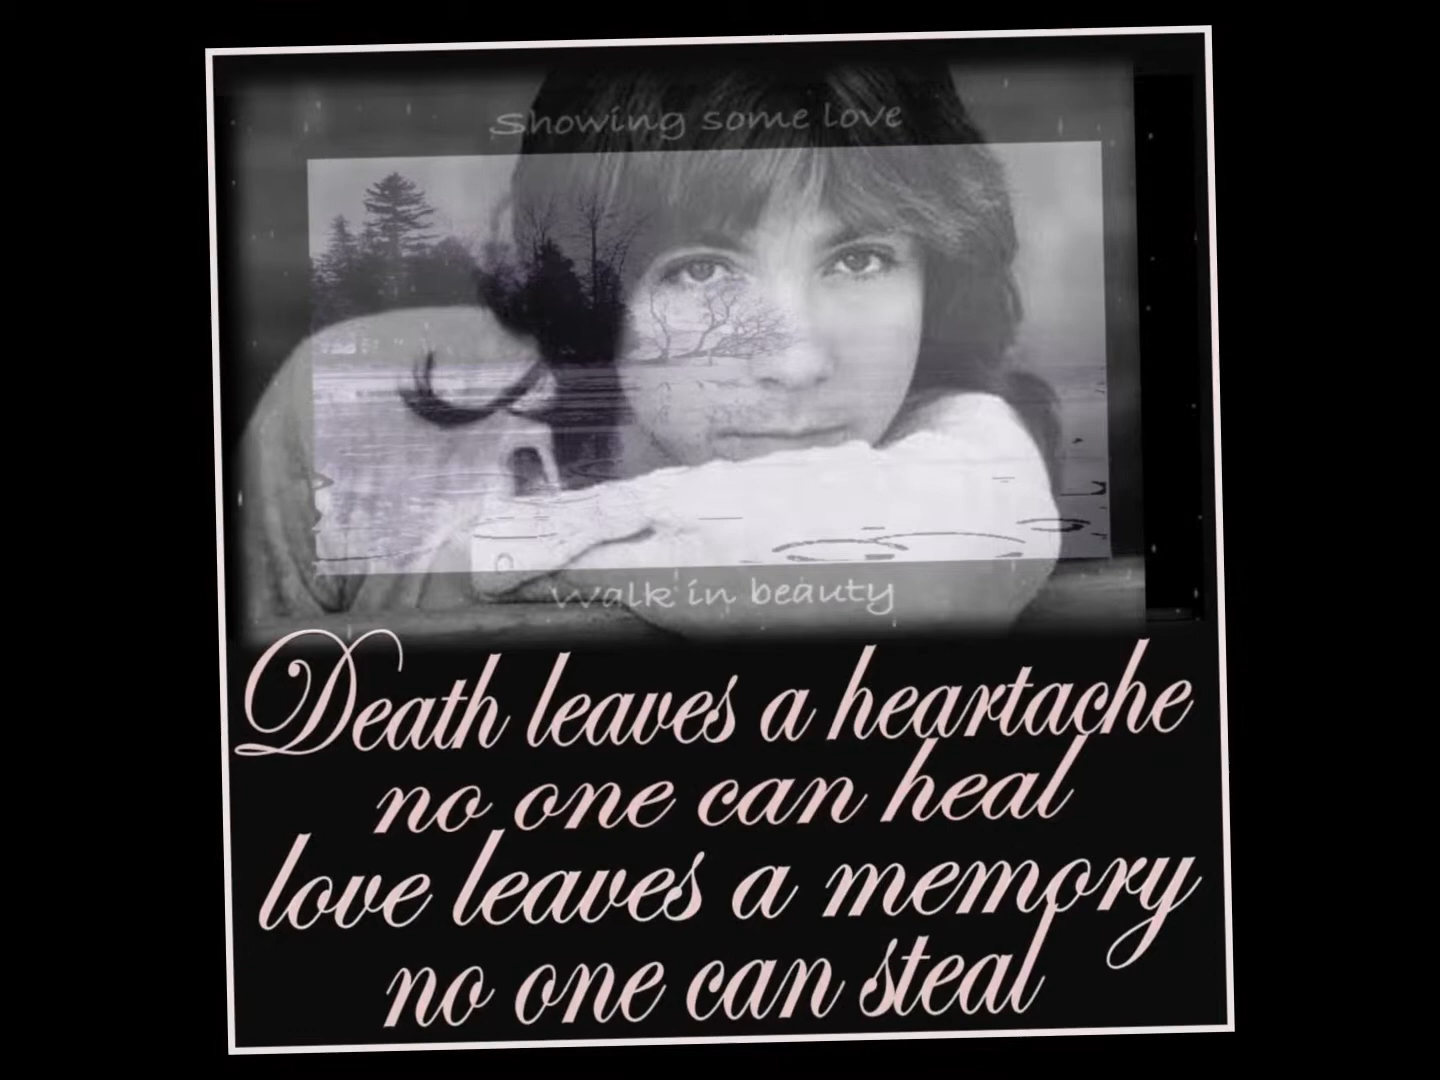 Showing some love
Walk in beauty
Death leaves a heartache
no one can heal
love leaves a memory
no one can steal